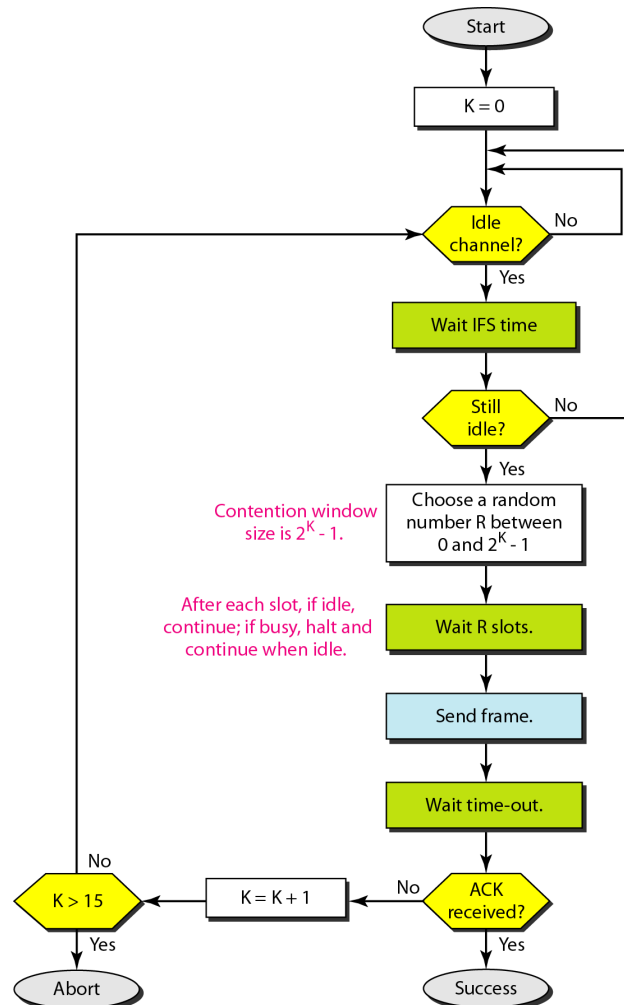 Start
K = 0
Idle
channel?
No
Yes
Wait IFS time
Still
idle?
No
Yes
Contention window
size is 2^K - 1.
Choose a random
number R between
0 and 2^K - 1
After each slot, if idle,
continue; if busy, halt and
continue when idle.
Wait R slots.
Send frame.
Wait time-out.
ACK
received?
No
Yes
K = K + 1
K > 15
No
Yes
Abort
Success